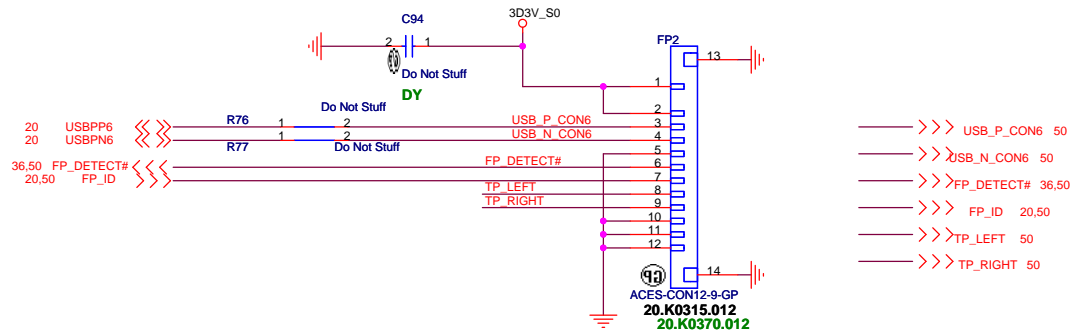 C94
3D3V_S0
2
1
Do Not Stuff
DY
FP2
13
1
2
3
4
5
6
7
8
9
10
11
12
14
Do Not Stuff
20 USBPP6
R76
1 2
USB_P_CON6
20 USBPN6
R77
1 2
Do Not Stuff
USB_N_CON6
36,50 FP_DETECT#
FP_DETECT#
20,50 FP_ID
TP_LEFT
TP_RIGHT
GP
ACES-CON12-9-GP
20.K0315.012
20.K0370.012
USB_P_CON6 50
USB_N_CON6 50
FP_DETECT# 36,50
FP_ID 20,50
TP_LEFT 50
TP_RIGHT 50